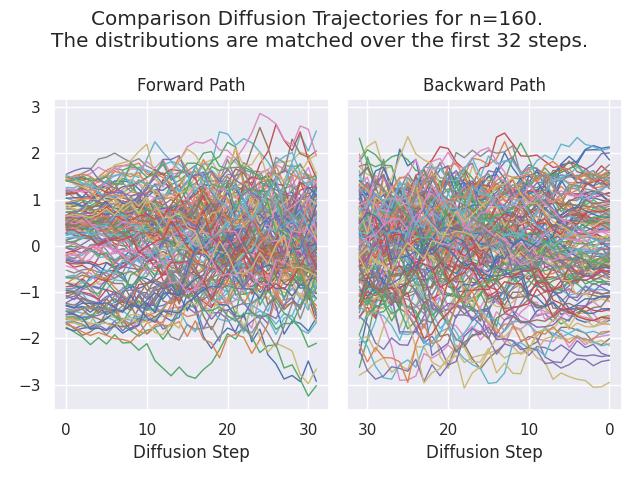 Comparison Diffusion Trajectories for n=160.
The distributions are matched over the first 32 steps.
Forward Path
Backward Path
3
2
1
0
−1
−2
−3
0 10 20 30
30 20 10 0
Diffusion Step
Diffusion Step